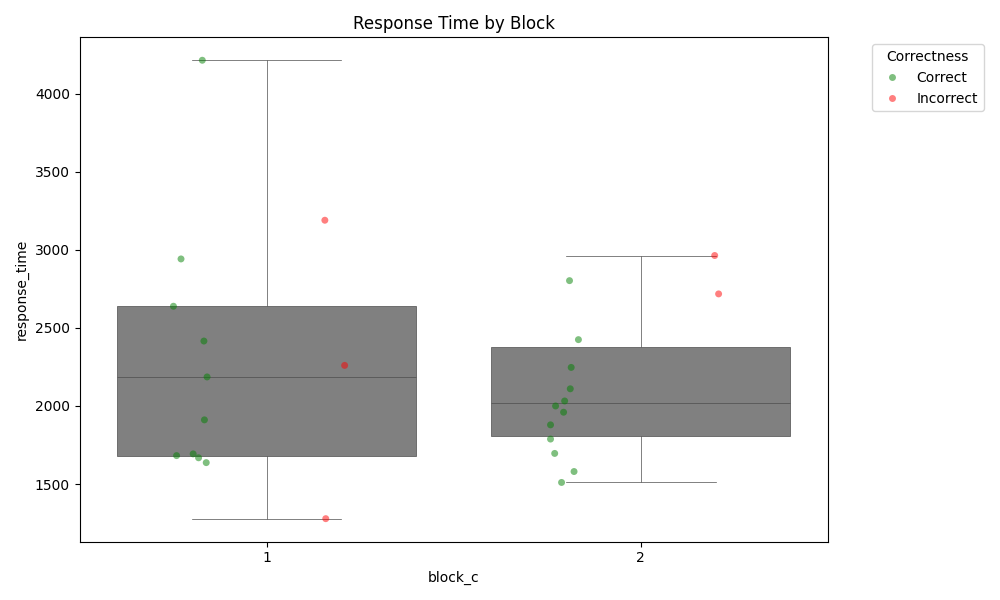 Response Time by Block
Correctness
Correct
Incorrect
4000
3500
3000
2500
2000
1500
response_time
1
2
block_c